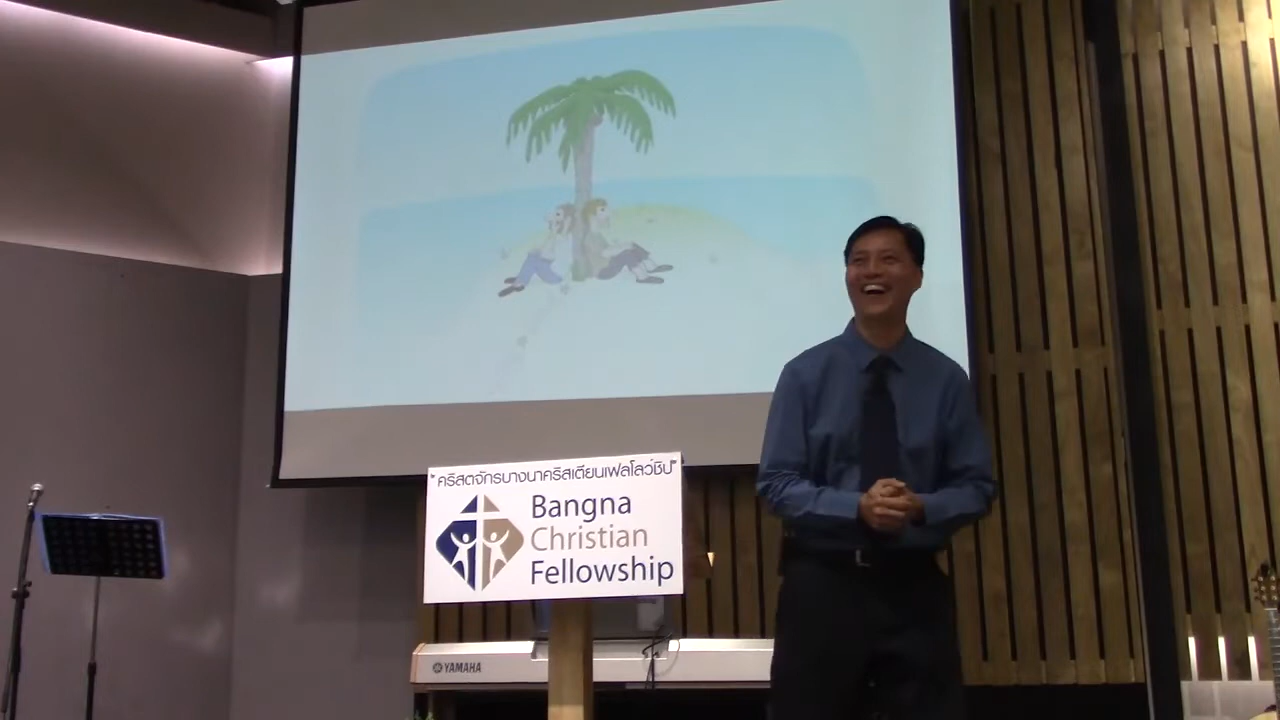 "คริสตจักรบางนาคริสเตียนเฟลโลว์ชิป"
Bangna
Christian
Fellowship
YAMAHA